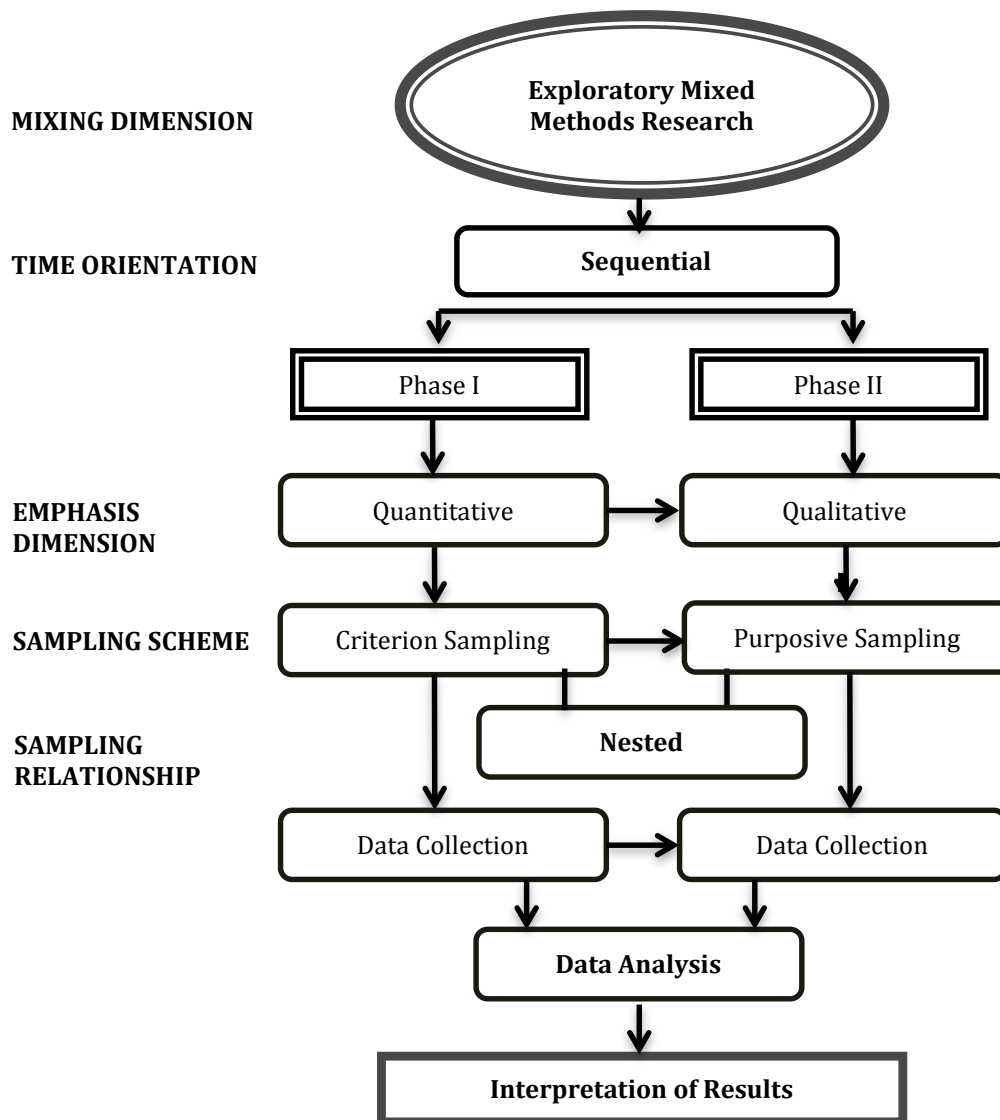 Exploratory Mixed
Methods Research
MIXING DIMENSION
TIME ORIENTATION
Sequential
Phase I
Phase II
EMPHASIS
DIMENSION
Quantitative
Qualitative
SAMPLING SCHEME
Criterion Sampling
Purposive Sampling
SAMPLING
RELATIONSHIP
Nested
Data Collection
Data Collection
Data Analysis
Interpretation of Results